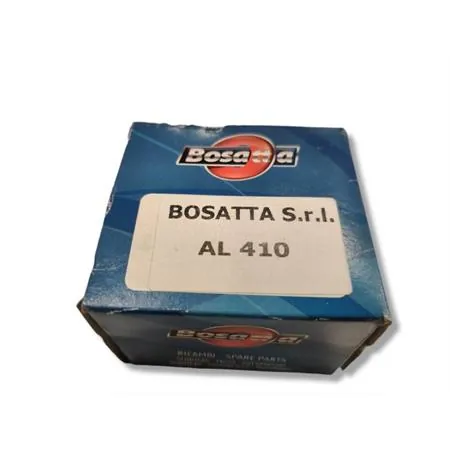 Bosatta
BOSATTA S.r.l.
AL 410
Bosatta
RICAMBI - SPARE PARTS